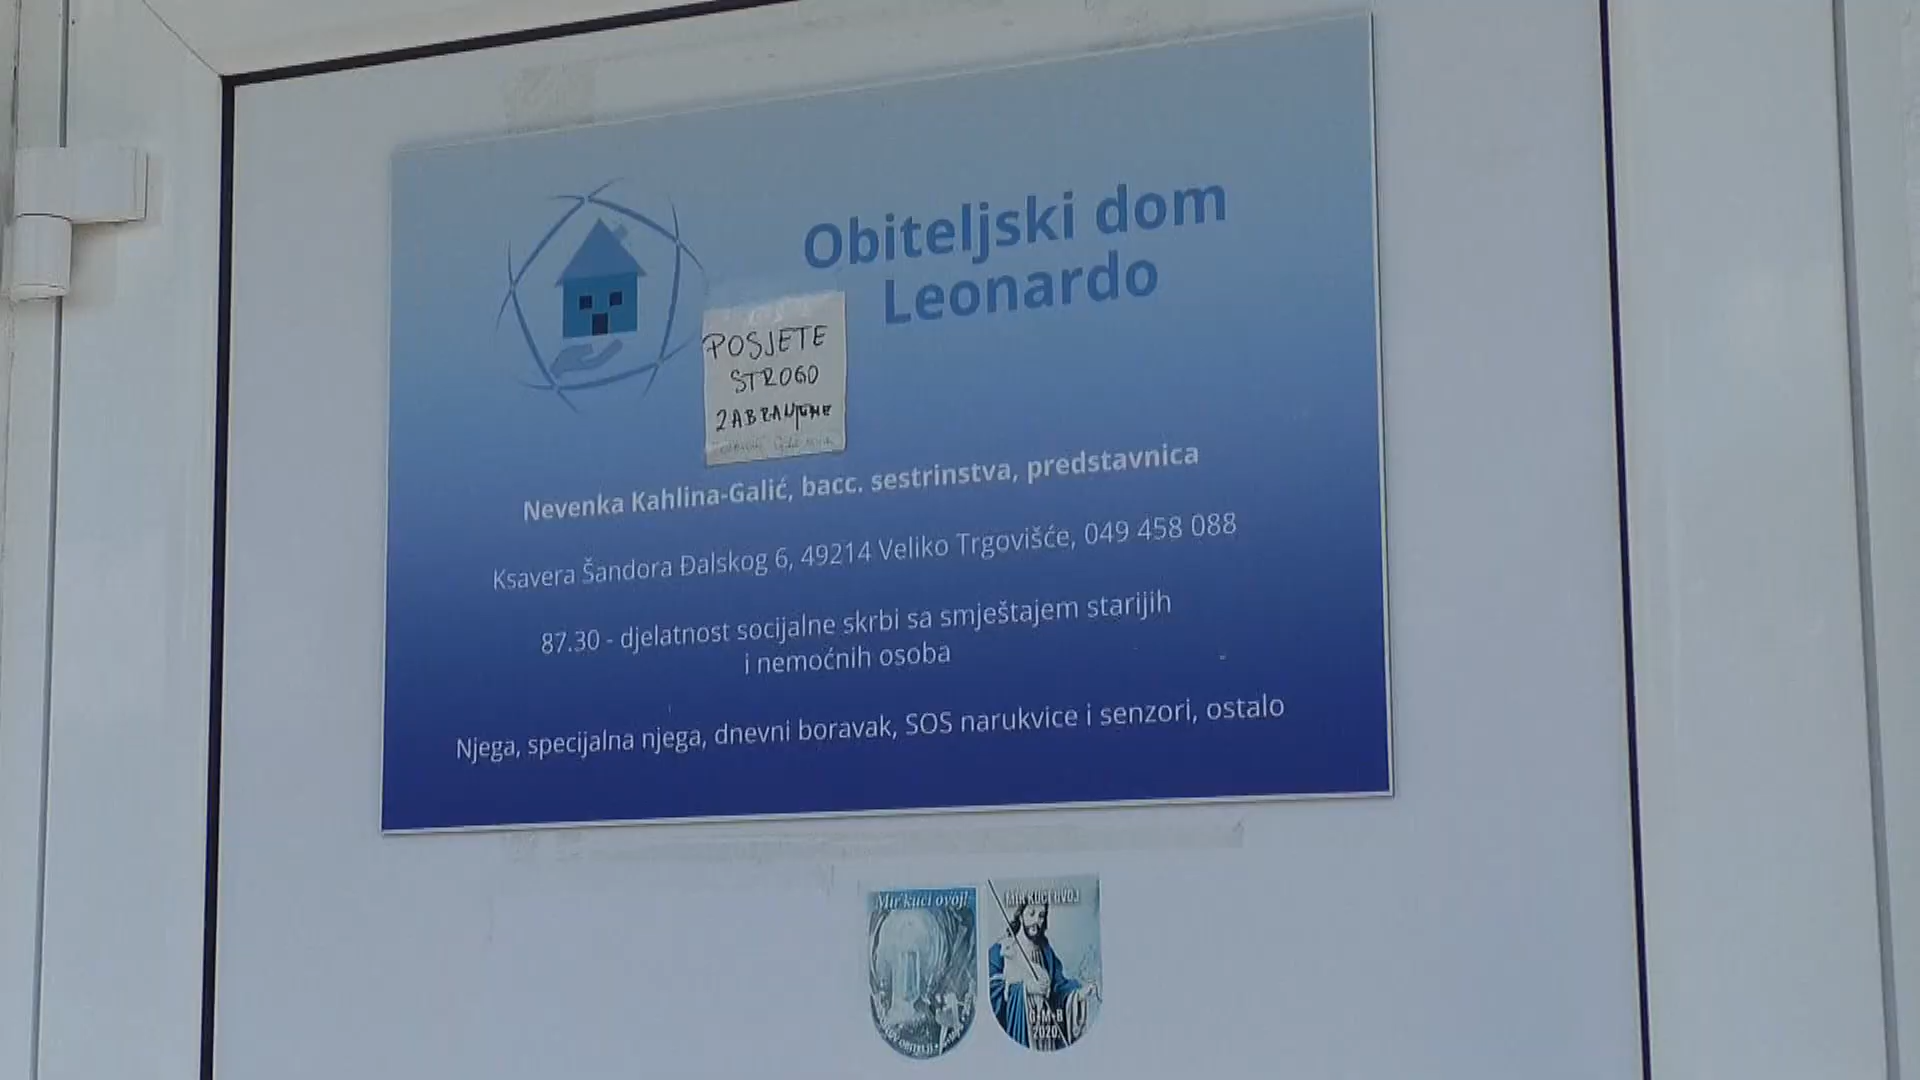 Obiteljski dom
Leonardo
POSJETE
STROGO
ZABRANJENE
Nevenka Kahlina-Galić, bacc. sestrinstva, predstavnica
Ksavera Šandora Đalskog 6, 49214 Veliko Trgovišće, 049 458 088
87.30 - djelatnost socijalne skrbi sa smještajem starijih
i nemoćnih osoba
Njega, specijalna njega, dnevni boravak, SOS narukvice i senzori, ostalo
Mir kući ovoj!
OBITELJI
MIR KUĆI OVOJ
G+M+B
2020.